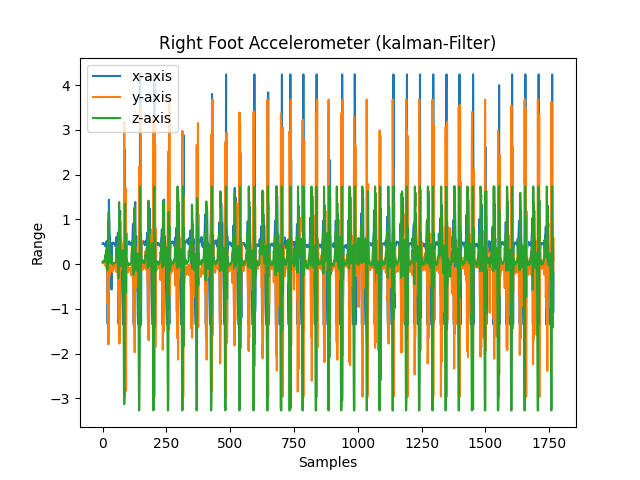 Right Foot Accelerometer (kalman-Filter)
x-axis
y-axis
z-axis
4
3
2
1
0
−1
−2
−3
Range
0 250 500 750 1000 1250 1500 1750
Samples